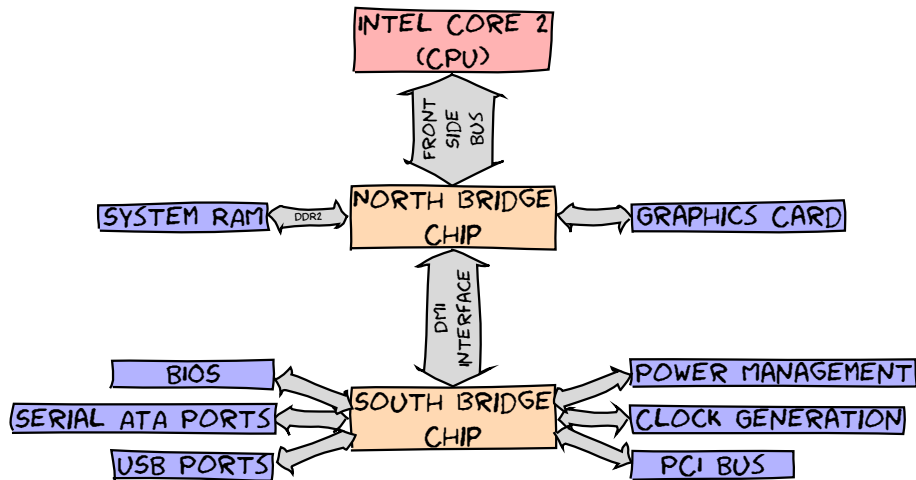 INTEL CORE 2
(CPU)
FRONT
SIDE
BUS
SYSTEM RAM
DDR2
NORTH BRIDGE
CHIP
GRAPHICS CARD
DMI
INTERFACE
BIOS
SERIAL ATA PORTS
USB PORTS
SOUTH BRIDGE
CHIP
POWER MANAGEMENT
CLOCK GENERATION
PCI BUS